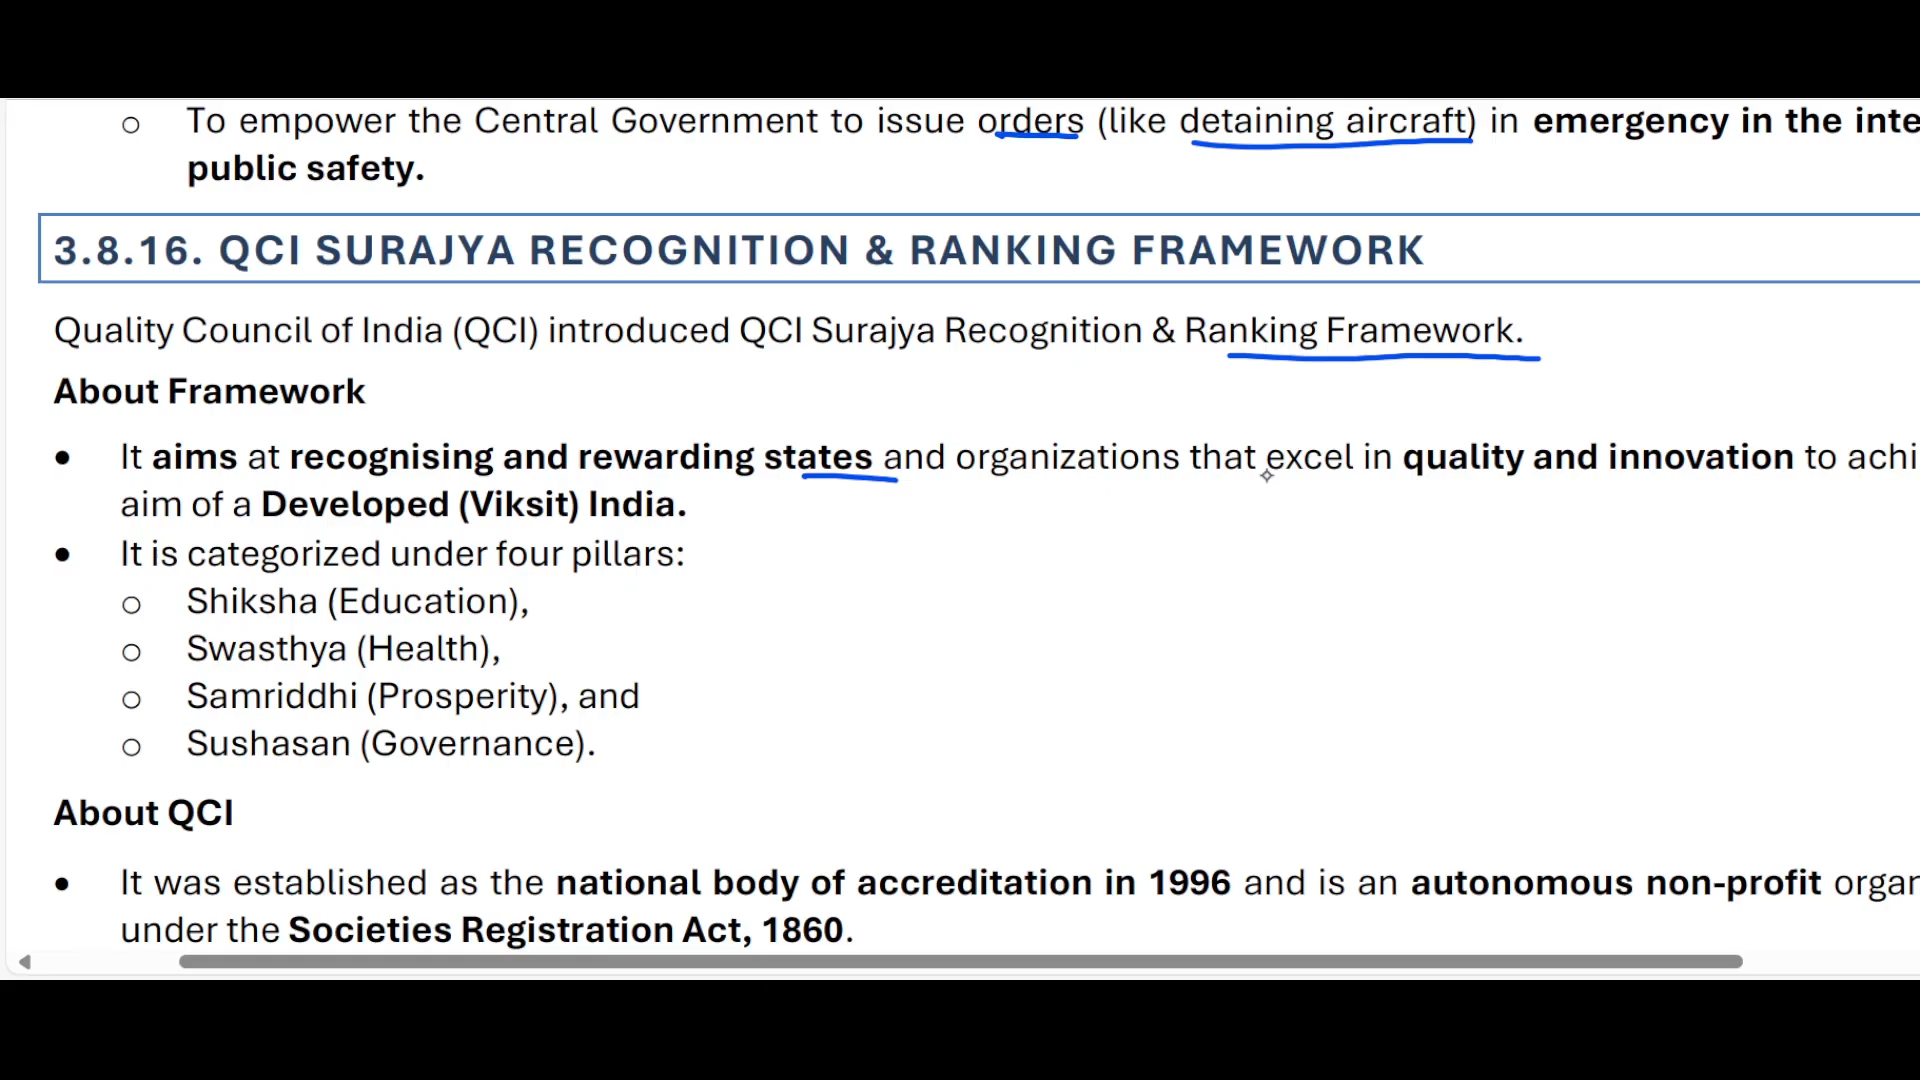 ○ To empower the Central Government to issue orders (like detaining aircraft) in emergency in the
public safety.
3.8.16. QCI SURAJYA RECOGNITION & RANKING FRAMEWORK
Quality Council of India (QCI) introduced QCI Surajya Recognition & Ranking Framework.
About Framework
● It aims at recognising and rewarding states and organizations that excel in quality and innovation to
aim of a Developed (Viksit) India.
● It is categorized under four pillars:
○ Shiksha (Education),
○ Swasthya (Health),
○ Samriddhi (Prosperity), and
○ Sushasan (Governance).
About QCI
● It was established as the national body of accreditation in 1996 and is an autonomous non-profit
under the Societies Registration Act, 1860.